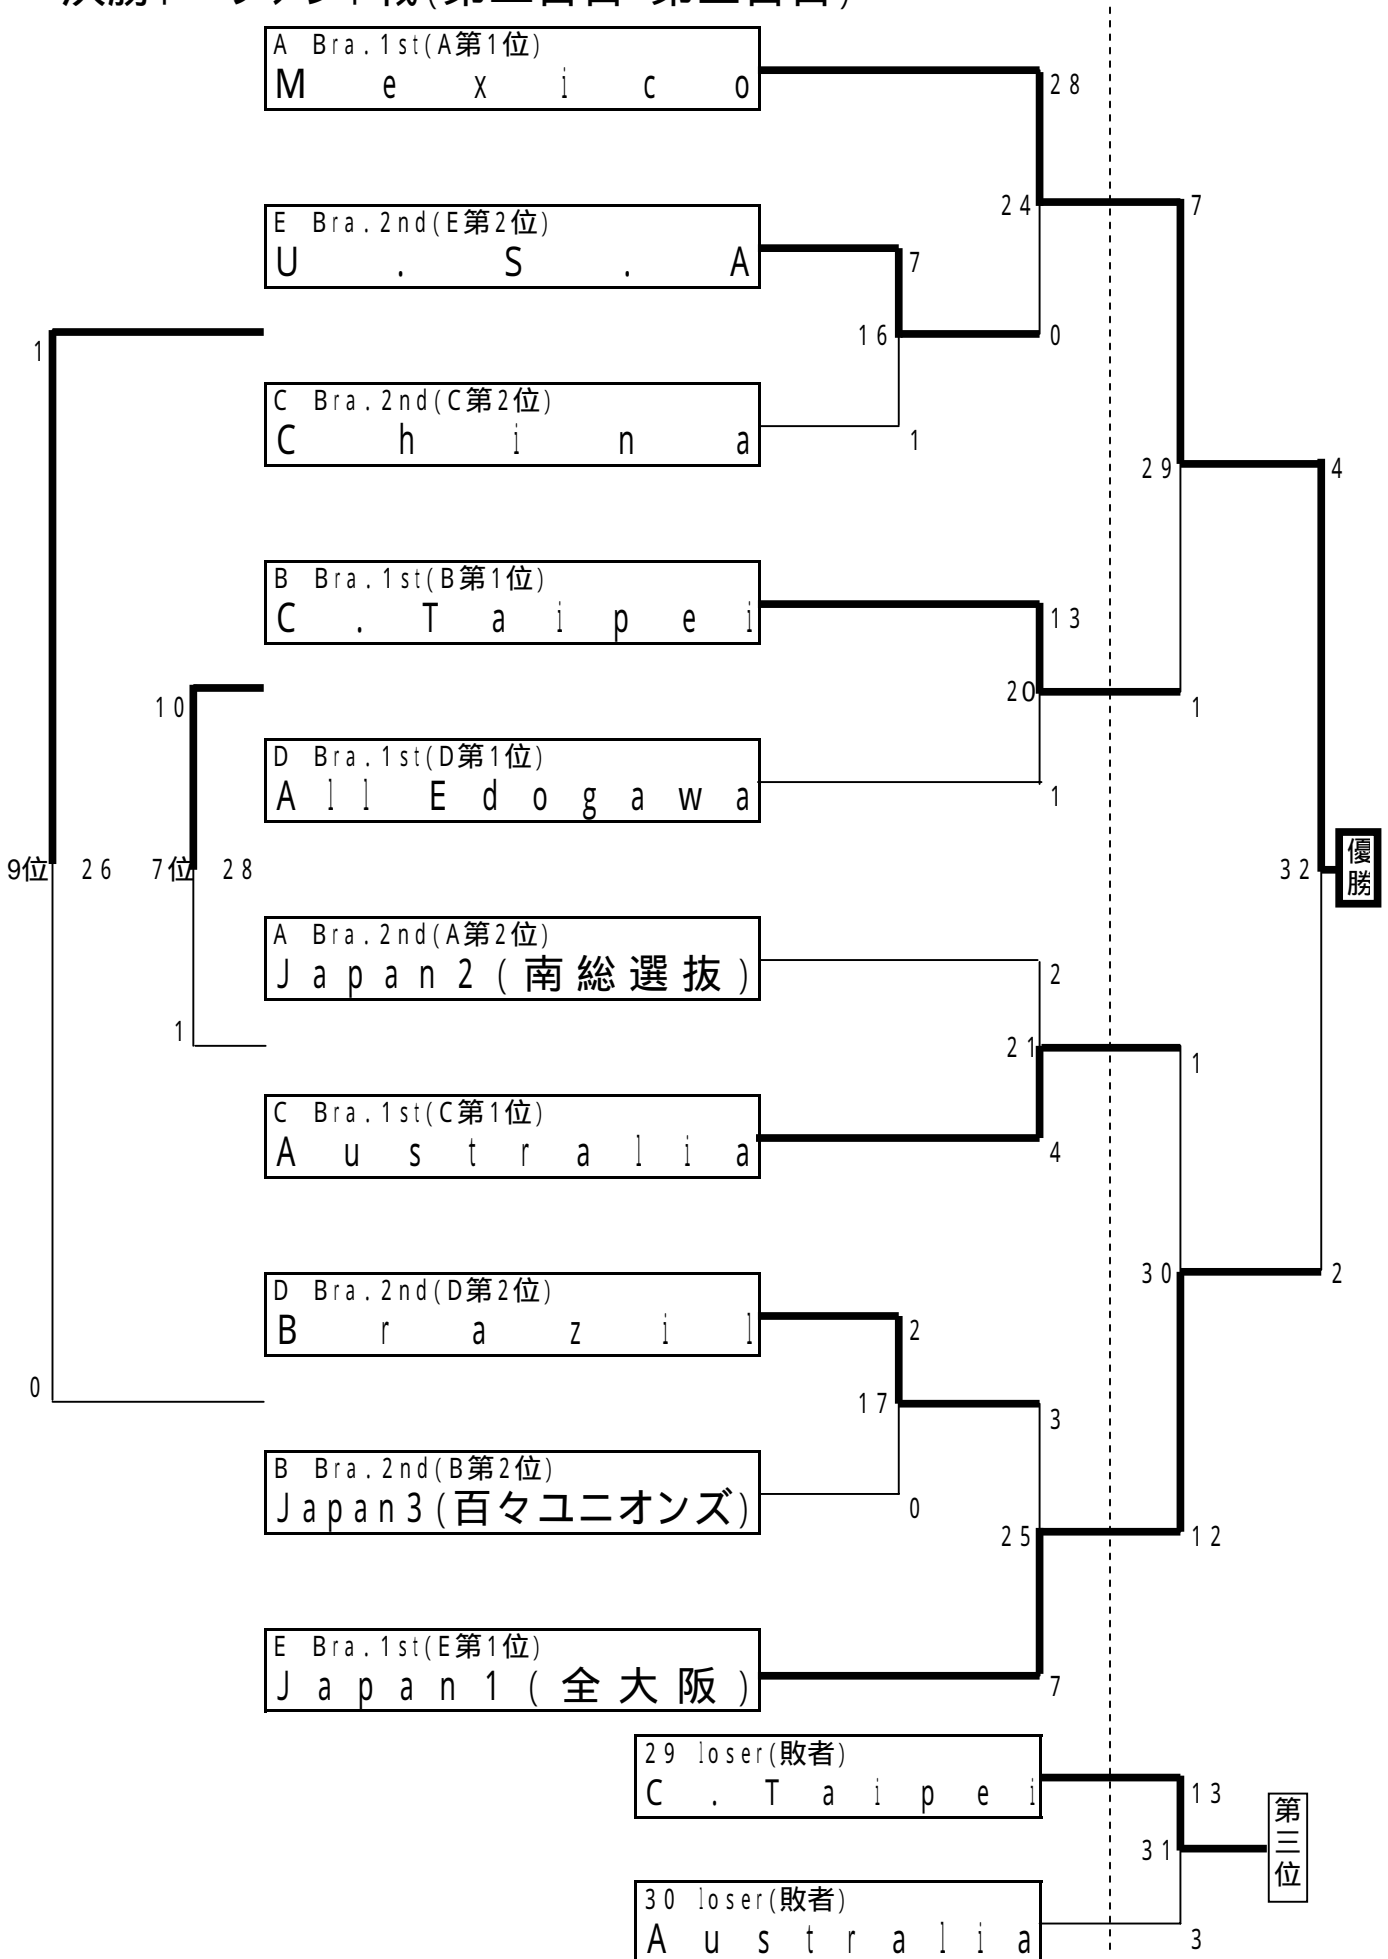 A Bra.1st(A第1位)
Mexico
28
24
7
E Bra.2nd(E第2位)
U.S.A
7
16
0
1
C Bra.2nd(C第2位)
China
1
29
4
B Bra.1st(B第1位)
C.Taipei
13
10
20
1
D Bra.1st(D第1位)
All Edogawa
1
9位 26 7位 28
32
優勝
A Bra.2nd(A第2位)
Japan2(南総選抜)
2
1
21
1
C Bra.1st(C第1位)
Australia
4
30
2
D Bra.2nd(D第2位)
Brazil
2
0
17
3
B Bra.2nd(B第2位)
Japan3(百々ユニオンズ)
0
25
12
E Bra.1st(E第1位)
Japan1(全大阪)
7
29 loser(敗者)
C.Taipei
13
31
第三位
30 loser(敗者)
Australia
3